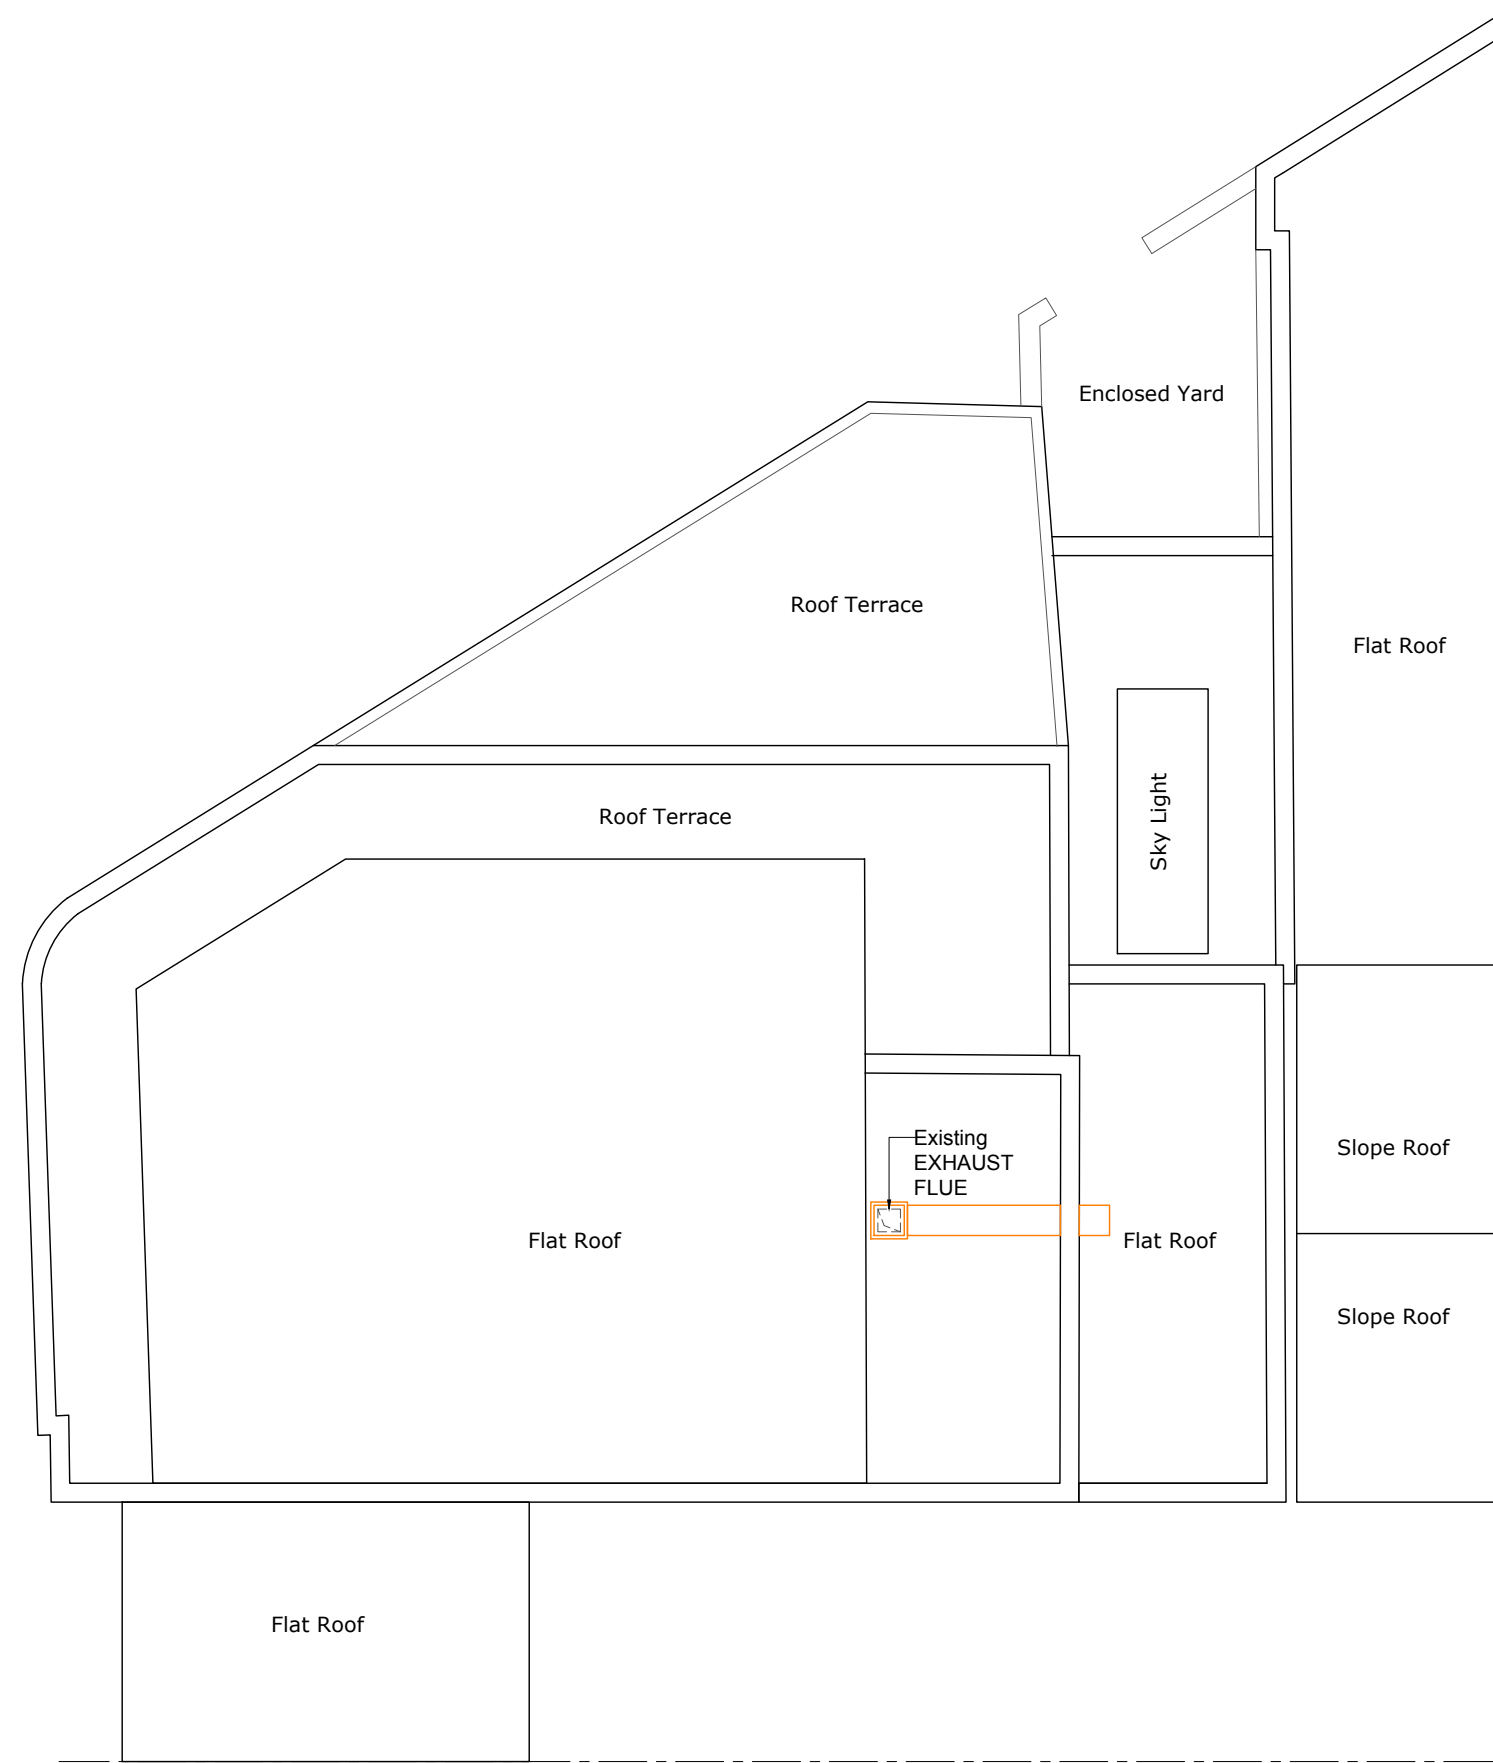 Enclosed Yard
Roof Terrace
Flat Roof
Sky Light
Roof Terrace
Existing
EXHAUST
FLUE
Slope Roof
Flat Roof
Flat Roof
Slope Roof
Flat Roof